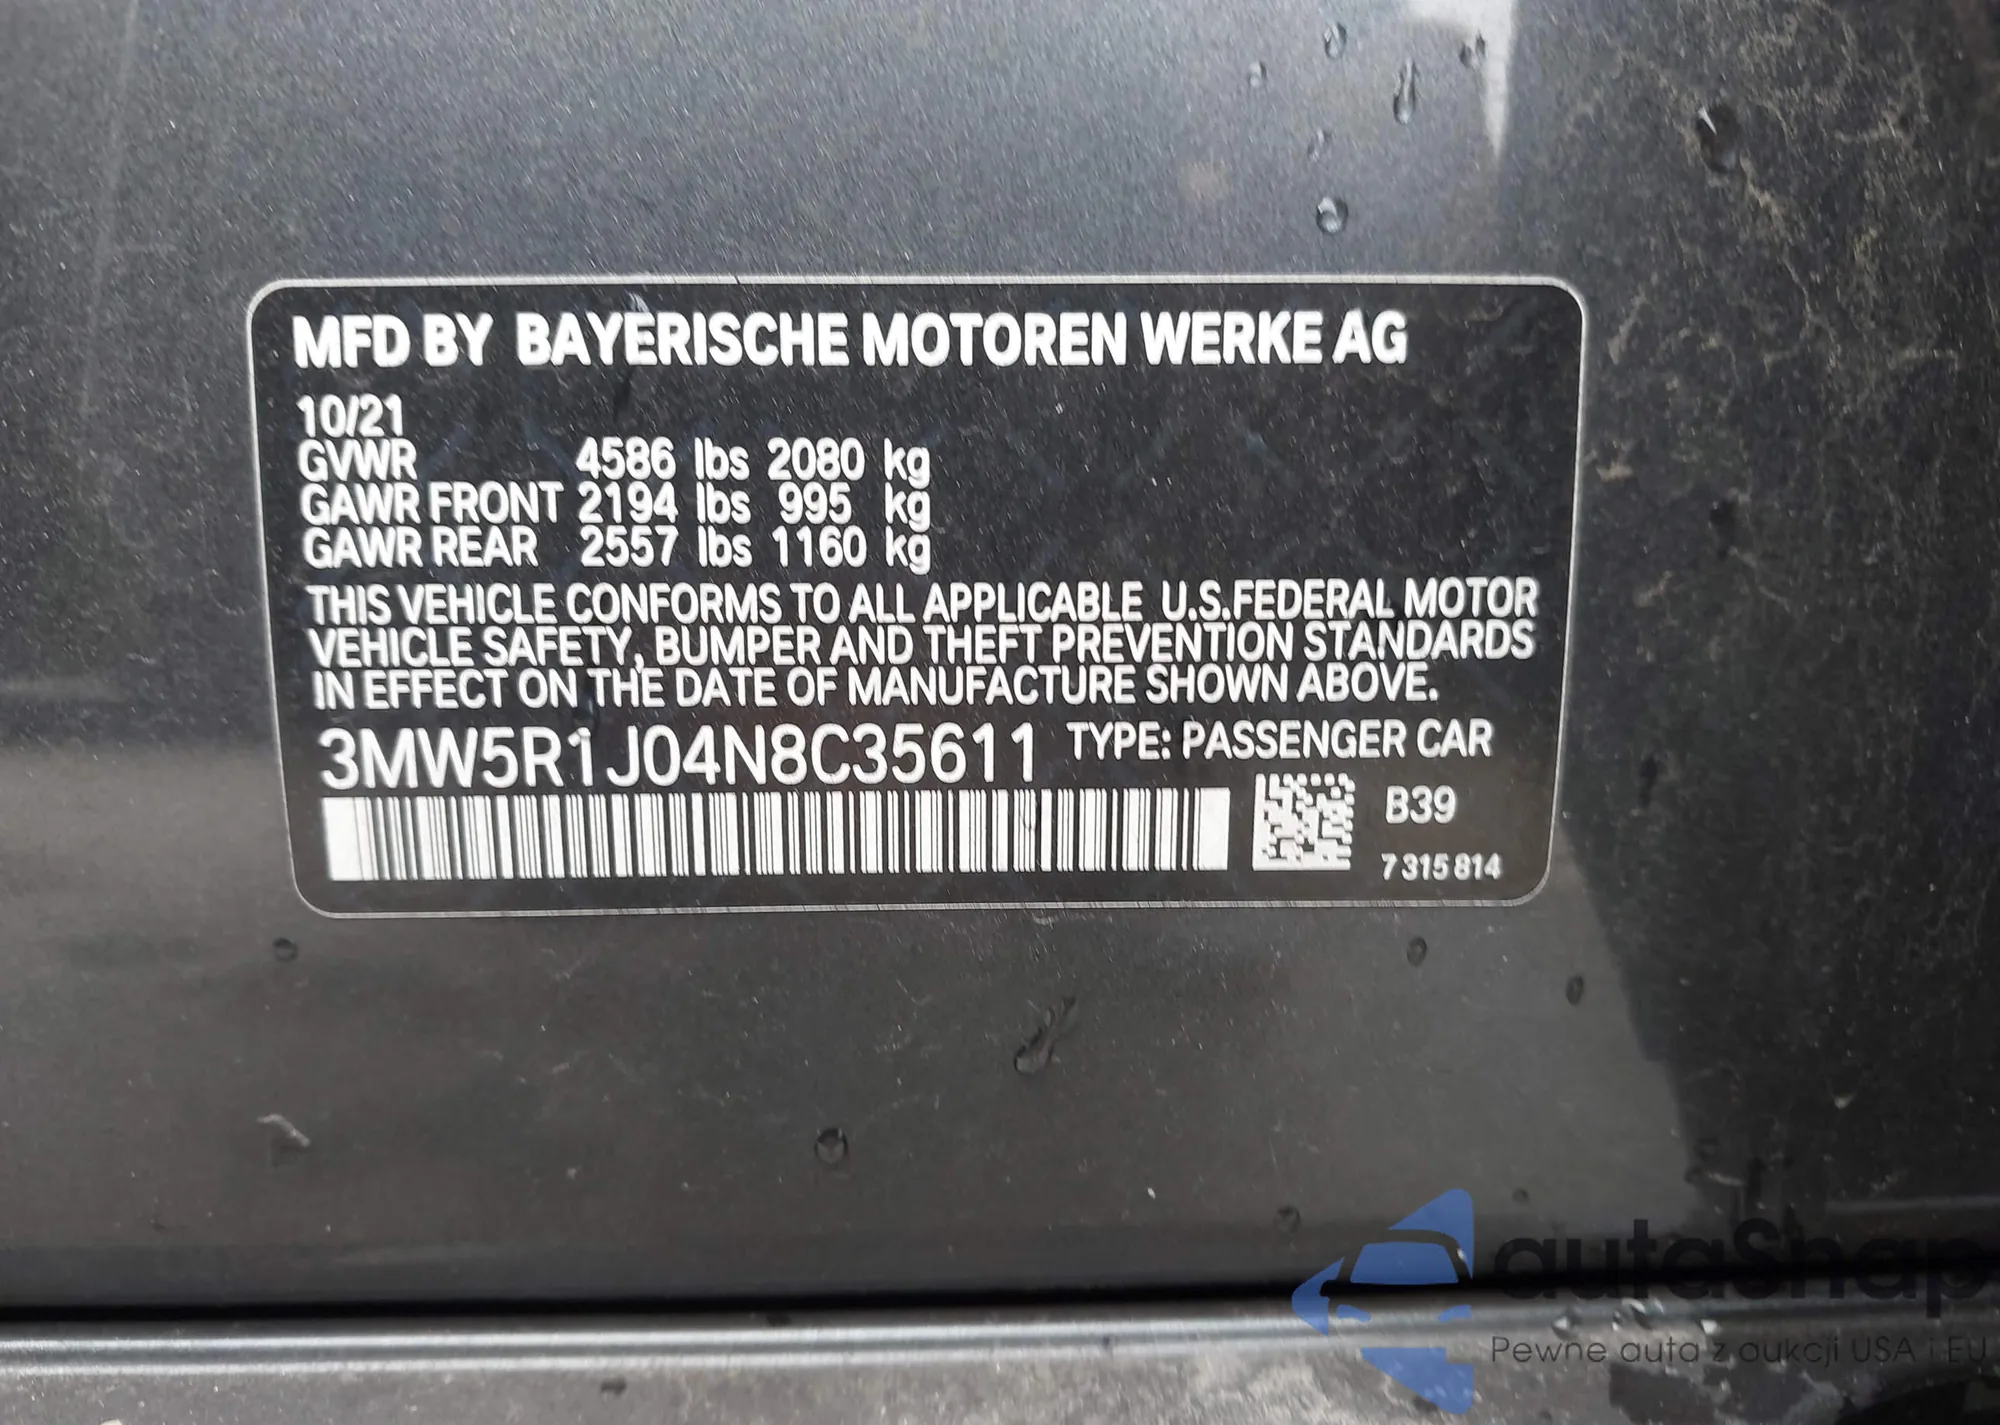 MFD BY BAYERISCHE MOTOREN WERKE AG
10/21
GVWR 4586 lbs 2080 kg
GAWR FRONT 2194 lbs 995 kg
GAWR REAR 2557 lbs 1160 kg
THIS VEHICLE CONFORMS TO ALL APPLICABLE U.S.FEDERAL MOTOR
VEHICLE SAFETY, BUMPER AND THEFT PREVENTION STANDARDS
IN EFFECT ON THE DATE OF MANUFACTURE SHOWN ABOVE.
3MW5R1J04N8C35611 TYPE: PASSENGER CAR
B39
7 315 814
autaSnap
Pewne auta z aukcji USA i EU